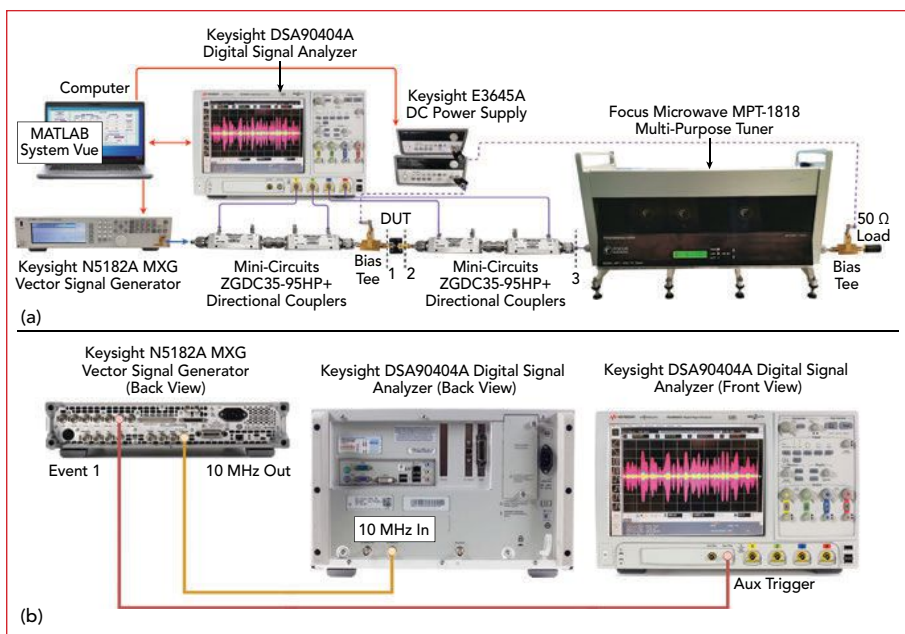 Keysight DSA90404A
Digital Signal Analyzer
Computer
MATLAB
System Vue
Keysight E3645A
DC Power Supply
Focus Microwave MPT-1818
Multi-Purpose Tuner
Keysight N5182A MXG
Vector Signal Generator
Mini-Circuits
ZGDC35-95HP+
Directional Couplers
Bias
Tee
DUT
1
2
Mini-Circuits
ZGDC35-95HP+
Directional Couplers
3
50 Ω
Load
Bias
Tee
(a)
Keysight N5182A MXG
Vector Signal Generator
(Back View)
Keysight DSA90404A Digital Signal
Analyzer (Back View)
Keysight DSA90404A Digital Signal
Analyzer (Front View)
Event 1
10 MHz Out
10 MHz In
Aux Trigger
(b)